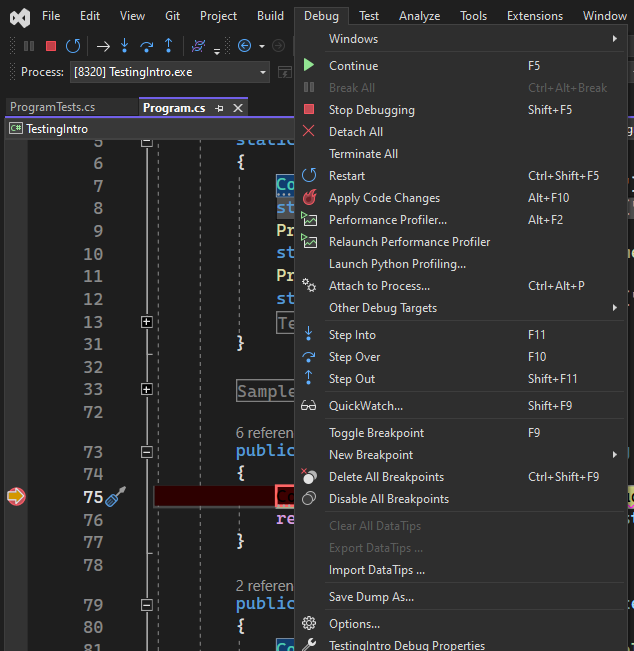 File Edit View Git Project Build Debug Test Analyze Tools Extensions Window
Process: [8320] TestingIntro.exe
ProgramTests.cs Program.cs
C# TestingIntro
Windows
Continue F5
Break All Ctrl+Alt+Break
Stop Debugging Shift+F5
Detach All
Terminate All
Restart Ctrl+Shift+F5
Apply Code Changes Alt+F10
Performance Profiler... Alt+F2
Relaunch Performance Profiler
Launch Python Profiling...
Attach to Process... Ctrl+Alt+P
Other Debug Targets
Step Into F11
Step Over F10
Step Out Shift+F11
QuickWatch... Shift+F9
Toggle Breakpoint F9
New Breakpoint
Delete All Breakpoints Ctrl+Shift+F9
Disable All Breakpoints
Clear All DataTips
Export DataTips ...
Import DataTips ...
Save Dump As...
Options...
TestingIntro Debug Properties
5 static
6 {
7 Co
8 st
9 Pr
10 st
11 Pr
12 st
13 Te
31 }
32
33 Sample
72
6 referen
73 public
74 {
75 Co
76 re
77 }
78
2 referen
79 public
80 {
81 Co